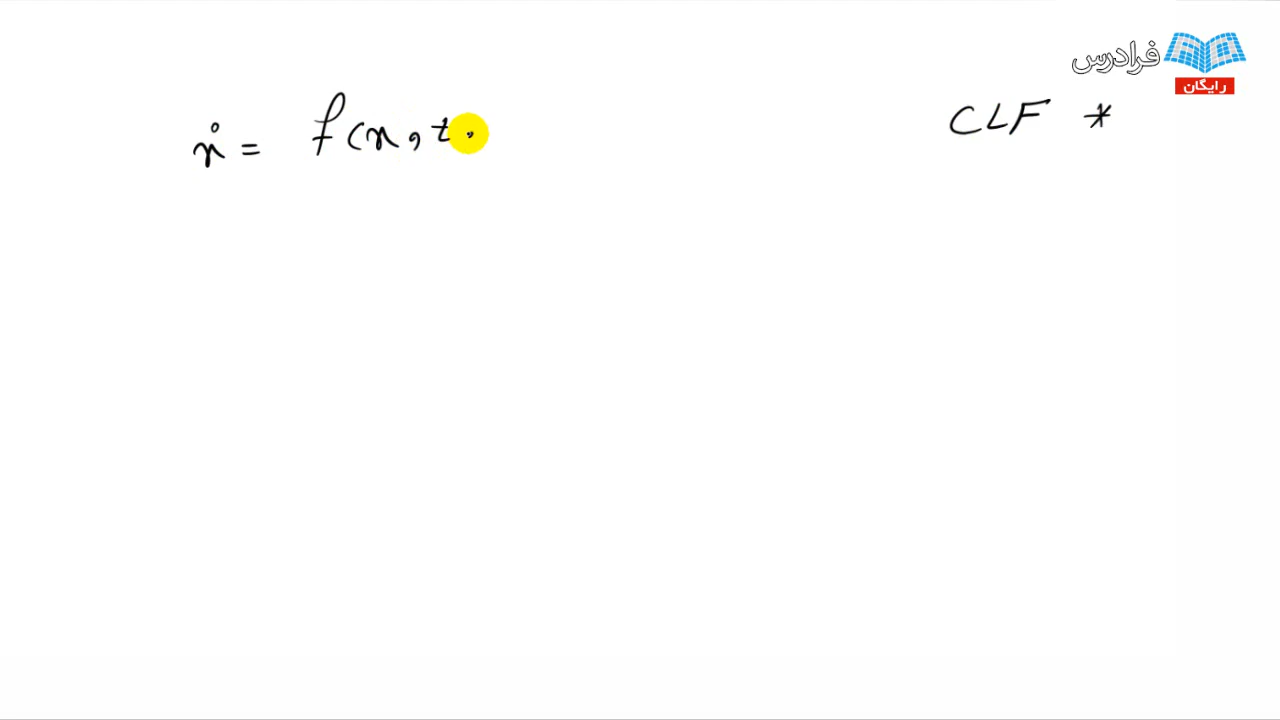 فرادرس
رایگان
CLF *
ẋ = f(x, t,